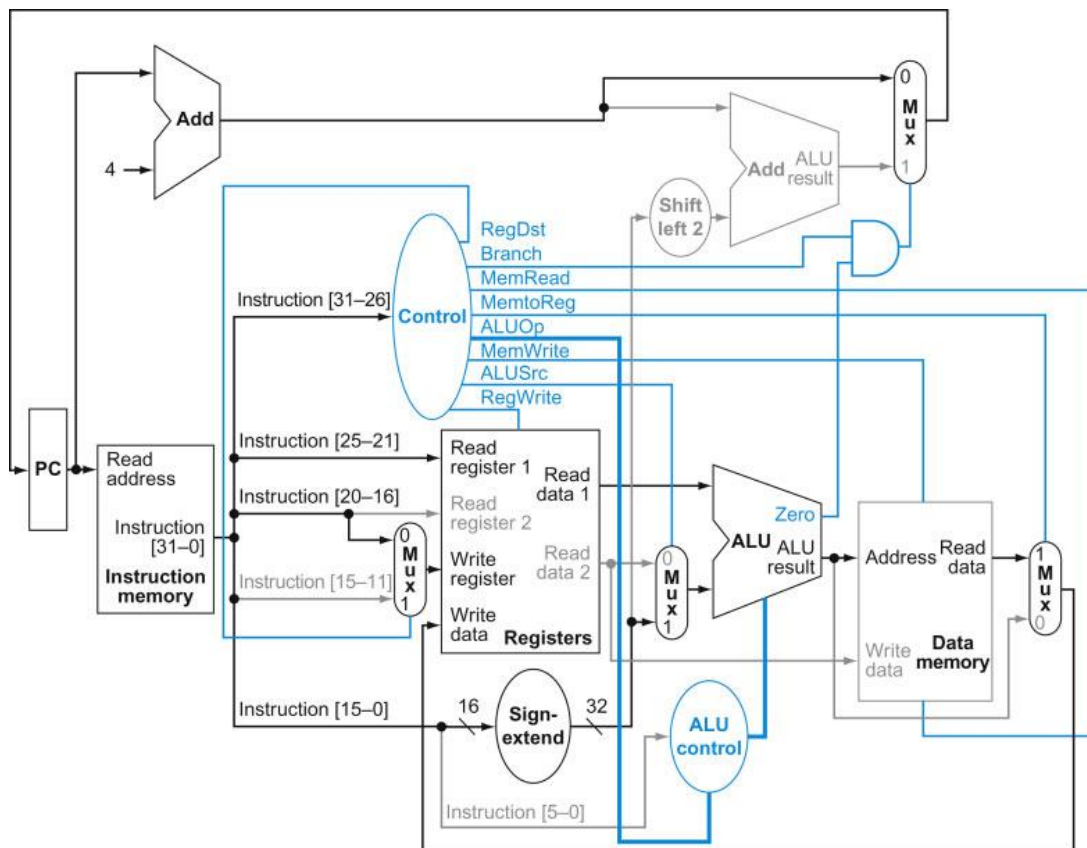 Add
4
0
Mux
1
Add
ALU
result
Shift
left 2
RegDst
Branch
MemRead
MemtoReg
ALUOp
MemWrite
ALUSrc
RegWrite
Control
Instruction [31–26]
PC
Read
address
Instruction
[31–0]
Instruction
memory
Instruction [25–21]
Instruction [20–16]
Instruction [15–11]
0
Mux
1
Read
register 1
Read
register 2
Write
register
Write
data
Read
data 1
Read
data 2
Registers
0
Mux
1
Zero
ALU
ALU
result
Address
Read
data
Write
data
Data
memory
1
Mux
0
Instruction [15–0]
16
Sign-
extend
32
ALU
control
Instruction [5–0]